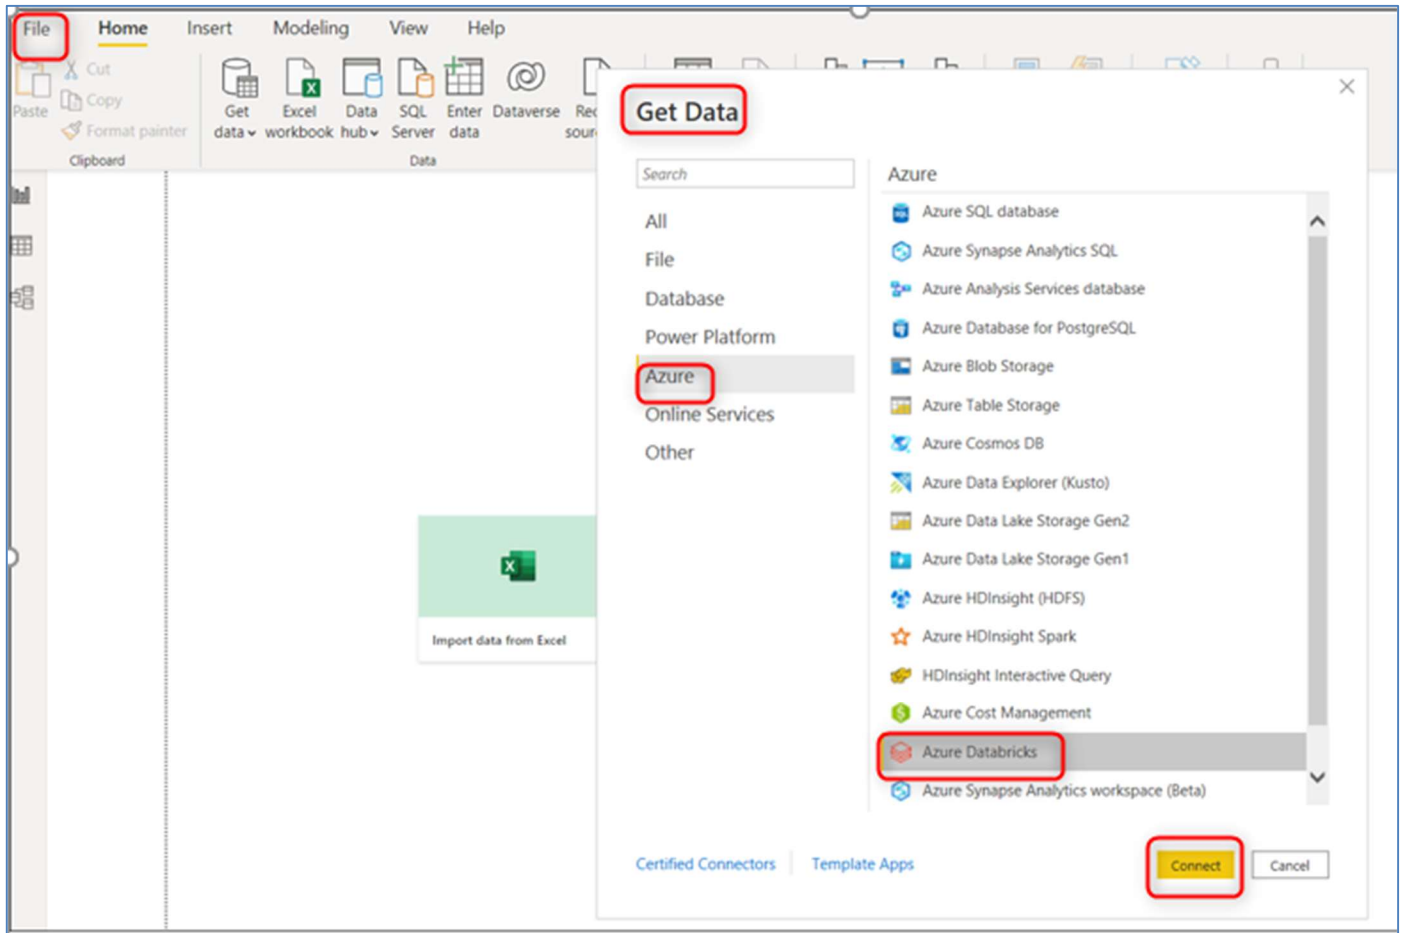 File Home Insert Modeling View Help
Cut
Copy
Format painter
Paste
Clipboard
Get data
Excel workbook
Data hub
SQL Server
Enter data
Dataverse
Data
Import data from Excel
Get Data
Search
All
File
Database
Power Platform
Azure
Online Services
Other
Azure
Azure SQL database
Azure Synapse Analytics SQL
Azure Analysis Services database
Azure Database for PostgreSQL
Azure Blob Storage
Azure Table Storage
Azure Cosmos DB
Azure Data Explorer (Kusto)
Azure Data Lake Storage Gen2
Azure Data Lake Storage Gen1
Azure HDInsight (HDFS)
Azure HDInsight Spark
HDInsight Interactive Query
Azure Cost Management
Azure Databricks
Azure Synapse Analytics workspace (Beta)
Certified Connectors
Template Apps
Connect
Cancel